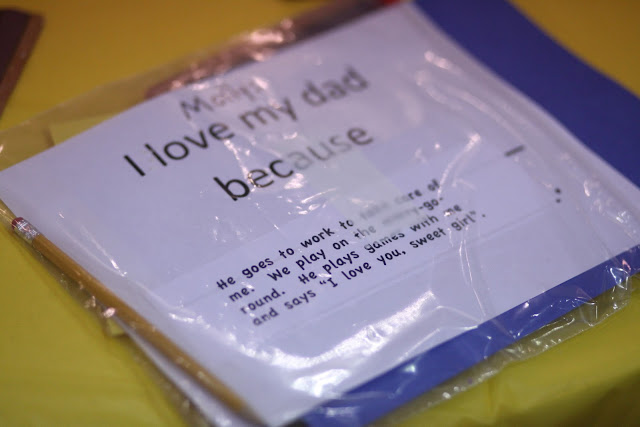 I love my dad
because
He goes to work to take care of
me. We play on the merry-go-
round. He plays games with me
and says "I love you, sweet girl".